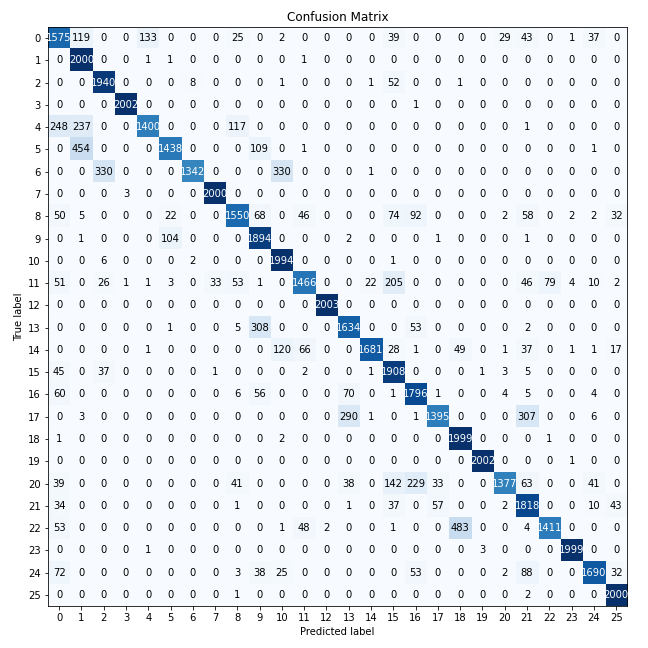 Confusion Matrix
0 1575 119 0 0 133 0 0 0 25 0 2 0 0 0 0 39 0 0 0 0 29 43 0 1 37 0
1 0 2000 0 0 1 1 0 0 0 0 0 1 0 0 0 0 0 0 0 0 0 0 0 0 0 0
2 0 0 1940 0 0 0 8 0 0 0 1 0 0 0 1 52 0 0 1 0 0 0 0 0 0 0
3 0 0 0 2002 0 0 0 0 0 0 0 0 0 0 0 0 1 0 0 0 0 0 0 0 0 0
4 248 237 0 0 1400 0 0 0 117 0 0 0 0 0 0 0 0 0 0 0 0 1 0 0 0 0
5 0 454 0 0 0 1438 0 0 0 109 0 1 0 0 0 0 0 0 0 0 0 0 0 0 1 0
6 0 0 330 0 0 0 1342 0 0 0 330 0 0 0 1 0 0 0 0 0 0 0 0 0 0 0
7 0 0 0 3 0 0 0 2000 0 0 0 0 0 0 0 0 0 0 0 0 0 0 0 0 0 0
8 50 5 0 0 0 22 0 0 1550 68 0 46 0 0 0 74 92 0 0 0 2 58 0 2 2 32
9 0 1 0 0 0 104 0 0 0 1894 0 0 0 2 0 0 0 1 0 0 0 1 0 0 0 0
10 0 0 6 0 0 0 2 0 0 0 1994 0 0 0 0 1 0 0 0 0 0 0 0 0 0 0
11 51 0 26 1 1 3 0 33 53 1 0 1466 0 0 22 205 0 0 0 0 0 46 79 4 10 2
12 0 0 0 0 0 0 0 0 0 0 0 0 2003 0 0 0 0 0 0 0 0 0 0 0 0 0
13 0 0 0 0 0 1 0 0 5 308 0 0 0 1634 0 0 53 0 0 0 0 2 0 0 0 0
14 0 0 0 0 1 0 0 0 0 0 120 66 0 0 1681 28 1 0 49 0 1 37 0 1 1 17
15 45 0 37 0 0 0 0 1 0 0 0 2 0 0 1 1908 0 0 0 1 3 5 0 0 0 0
16 60 0 0 0 0 0 0 0 6 56 0 0 0 70 0 1 1796 1 0 0 4 5 0 0 4 0
17 0 3 0 0 0 0 0 0 0 0 0 0 0 290 1 0 1 1395 0 0 0 307 0 0 6 0
18 1 0 0 0 0 0 0 0 0 0 2 0 0 0 0 0 0 0 1999 0 0 0 1 0 0 0
19 0 0 0 0 0 0 0 0 0 0 0 0 0 0 0 0 0 0 0 2002 0 0 0 1 0 0
20 39 0 0 0 0 0 0 0 41 0 0 0 0 38 0 142 229 33 0 0 1377 63 0 0 41 0
21 34 0 0 0 0 0 0 0 1 0 0 0 0 1 0 37 0 57 0 0 2 1818 0 0 10 43
22 53 0 0 0 0 0 0 0 0 0 1 48 2 0 0 1 0 0 483 0 0 4 1411 0 0 0
23 0 0 0 0 1 0 0 0 0 0 0 0 0 0 0 0 0 0 0 3 0 0 0 1999 0 0
24 72 0 0 0 0 0 0 0 3 38 25 0 0 0 0 0 53 0 0 0 0 88 0 0 1690 32
25 0 0 0 0 0 0 0 0 1 0 0 0 0 0 0 0 0 0 0 0 0 2 0 0 0 2000
0 1 2 3 4 5 6 7 8 9 10 11 12 13 14 15 16 17 18 19 20 21 22 23 24 25
True label
Predicted label